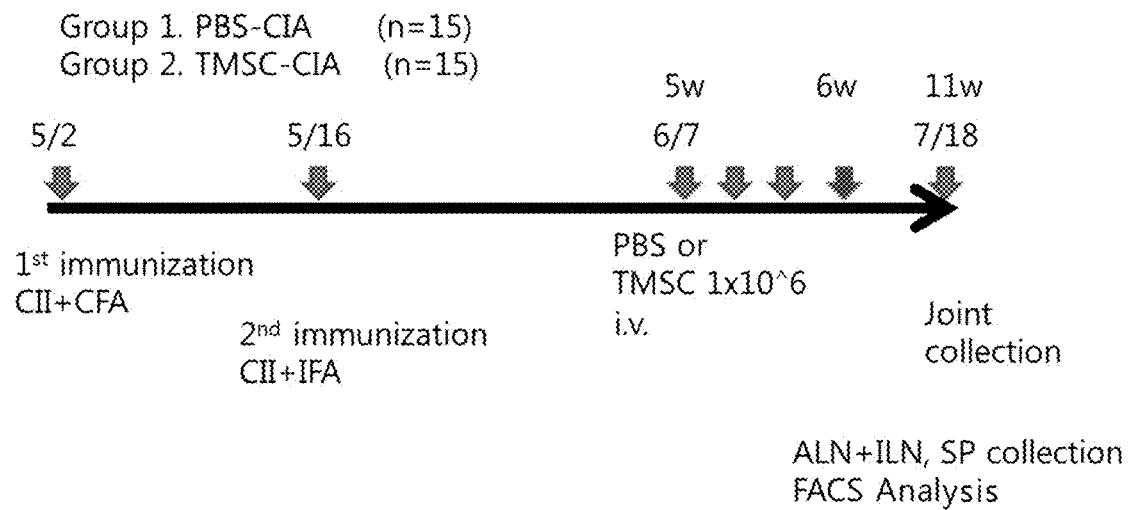 Group 1. PBS-CIA (n=15)
Group 2. TMSC-CIA (n=15)
5w 6w 11w
5/2 5/16 6/7 7/18
1st immunization
CII+CFA
2nd immunization
CII+IFA
PBS or
TMSC 1x10^6
i.v.
Joint
collection
ALN+ILN, SP collection
FACS Analysis